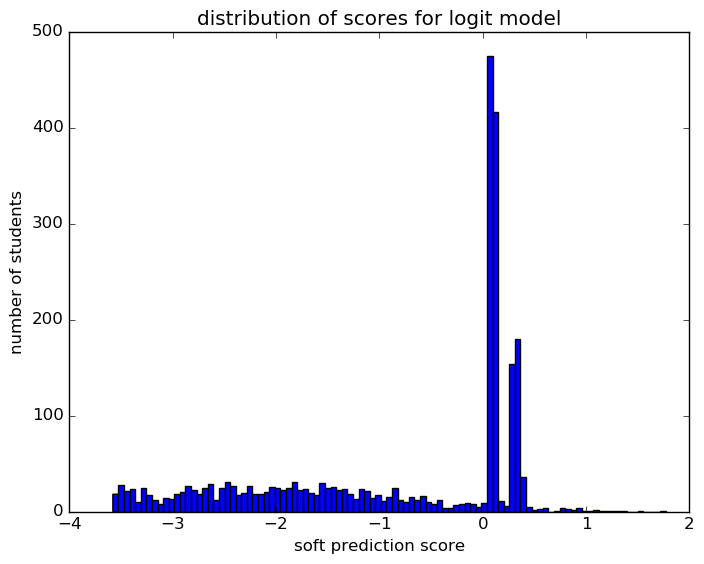 distribution of scores for logit model
500
400
300
200
100
0
number of students
−4 −3 −2 −1 0 1 2
soft prediction score